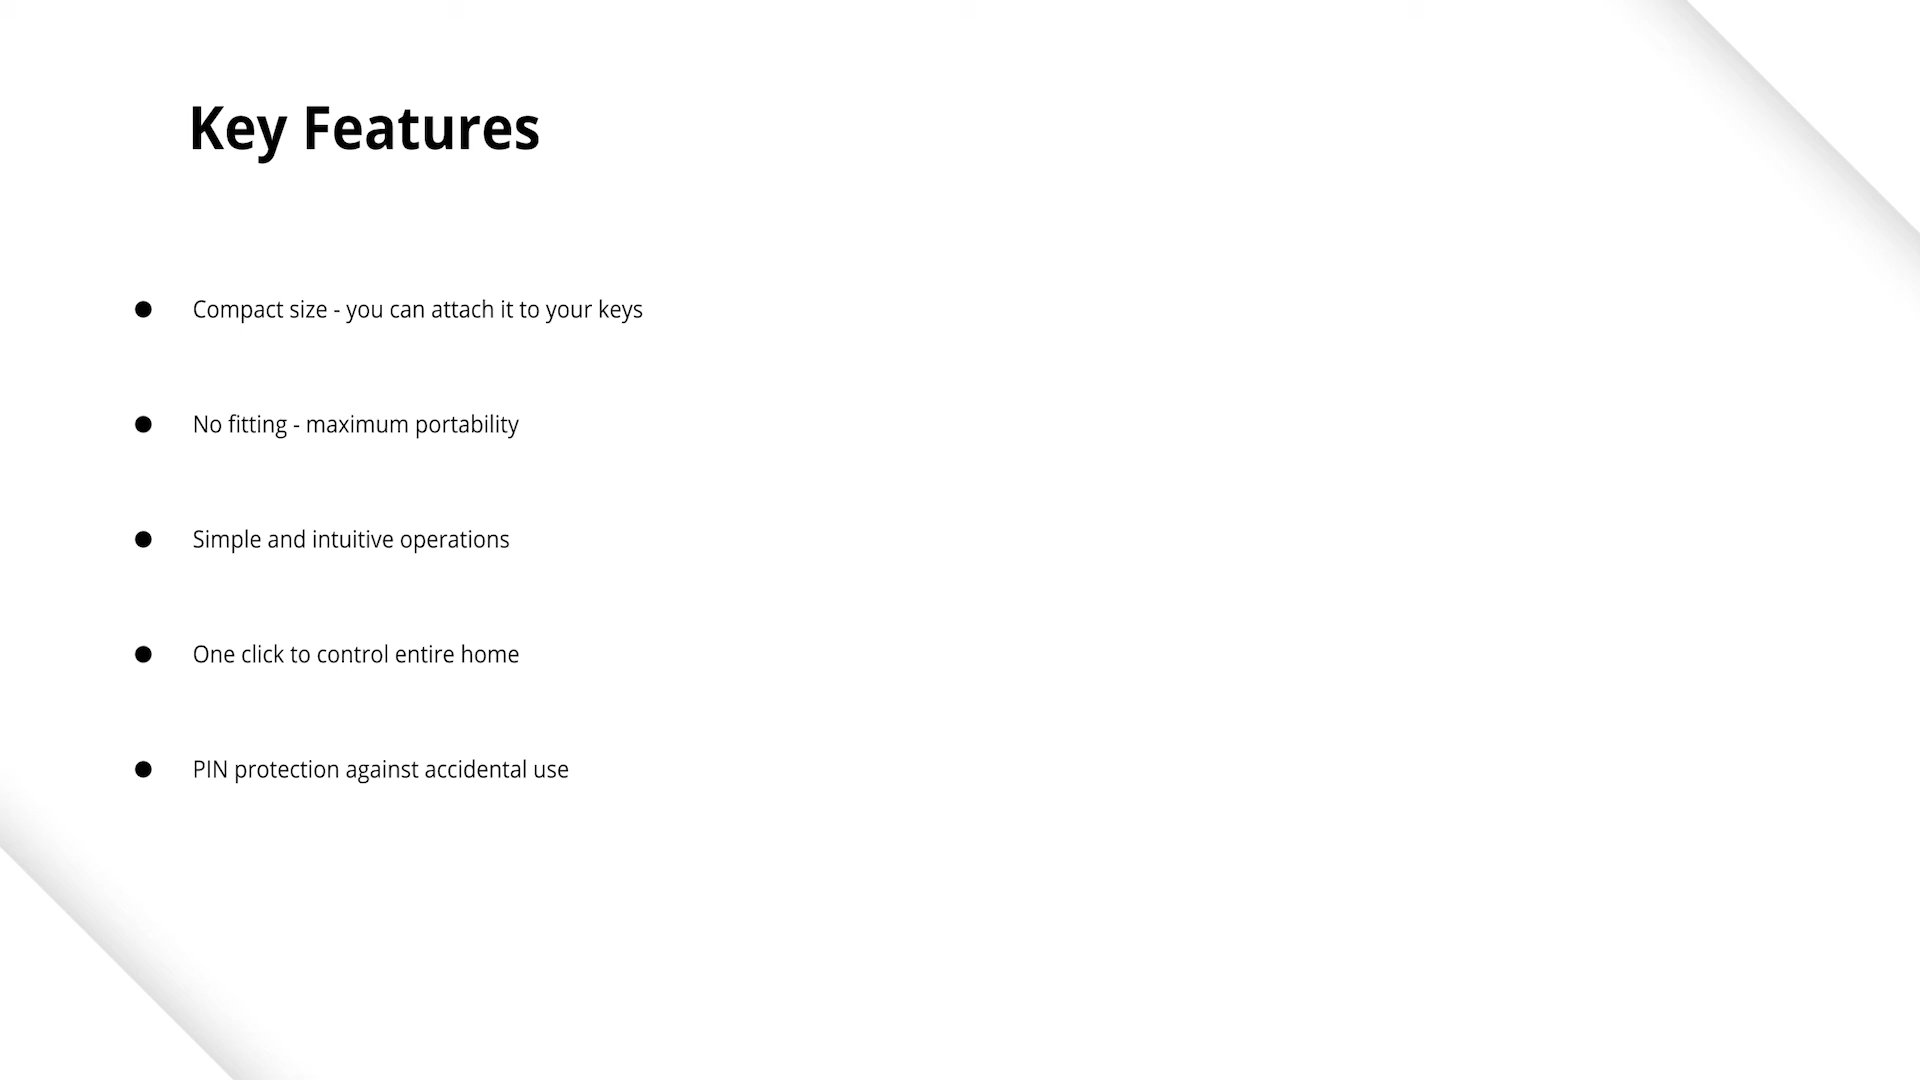 Key Features
● Compact size - you can attach it to your keys
● No fitting - maximum portability
● Simple and intuitive operations
● One click to control entire home
● PIN protection against accidental use